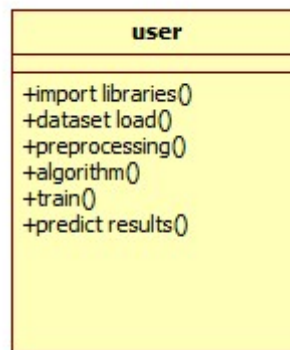 user
+import libraries()
+dataset load()
+preprocessing()
+algorithm()
+train()
+predict results()